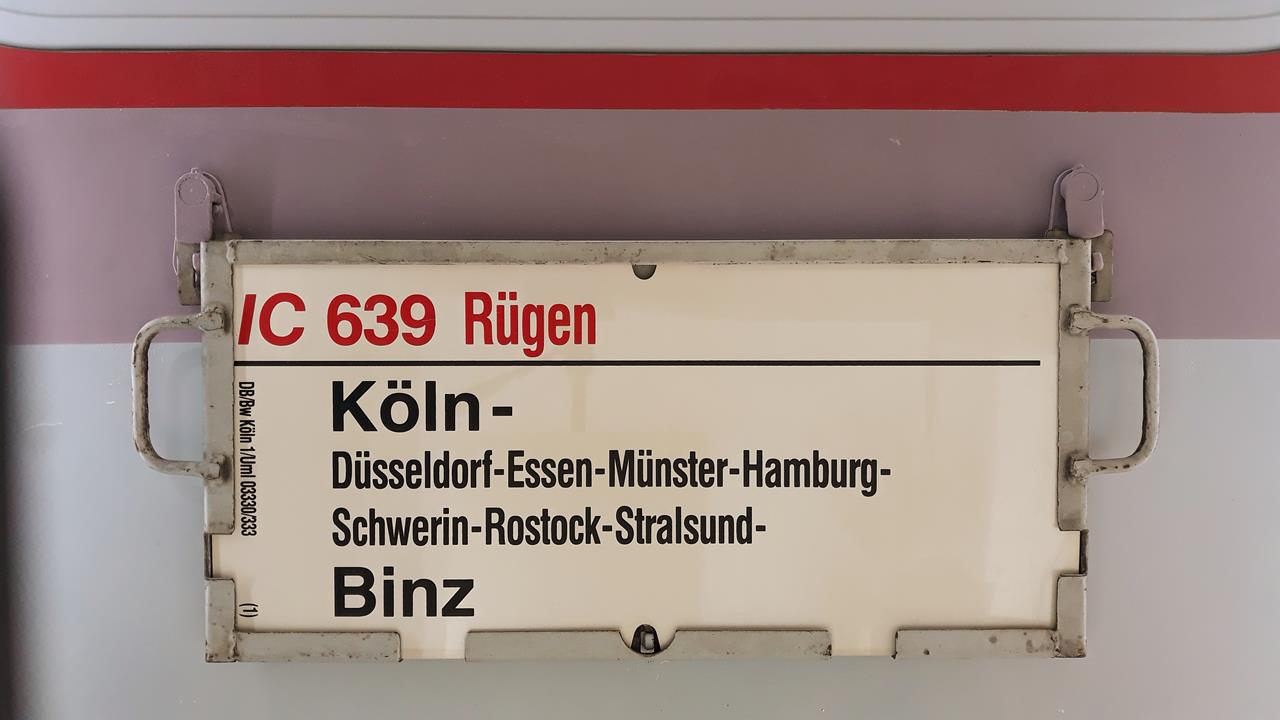 IC 639 Rügen
Köln-
Düsseldorf-Essen-Münster-Hamburg-
Schwerin-Rostock-Stralsund-
Binz
DB/Bw Köln 1/Uml 03330/333
(1)